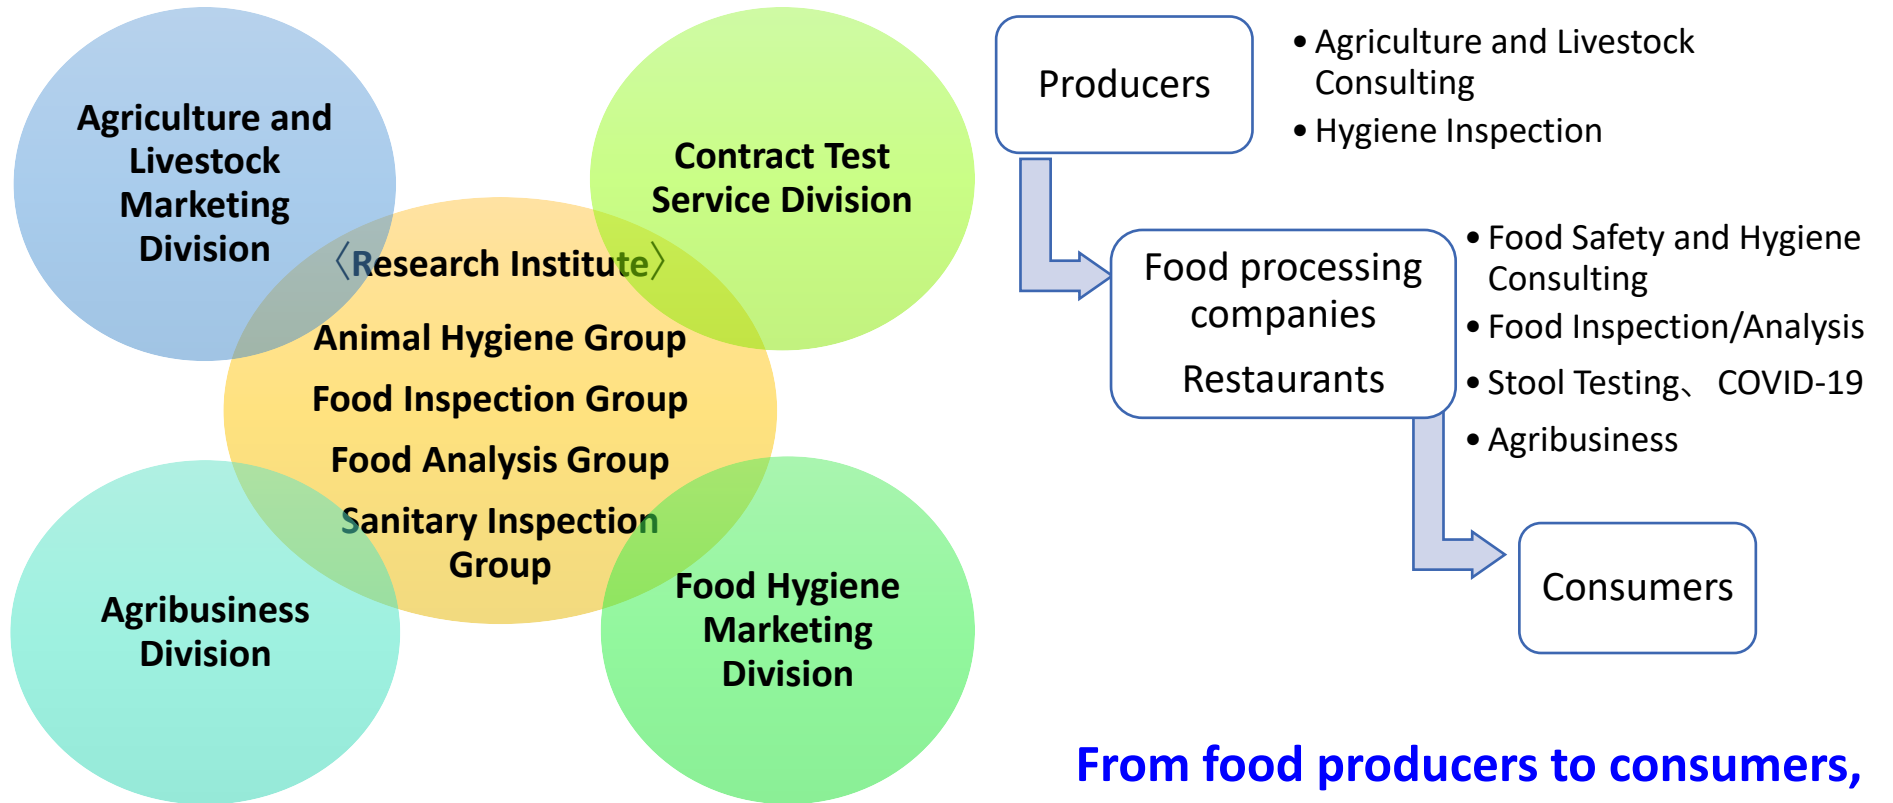 Agriculture and
Livestock
Marketing
Division
Contract Test
Service Division
〈Research Institute〉
Animal Hygiene Group
Food Inspection Group
Food Analysis Group
Sanitary Inspection
Group
Agribusiness
Division
Food Hygiene
Marketing
Division
Producers
• Agriculture and Livestock
Consulting
• Hygiene Inspection
Food processing
companies
Restaurants
• Food Safety and Hygiene
Consulting
• Food Inspection/Analysis
• Stool Testing、 COVID-19
• Agribusiness
Consumers
From food producers to consumers,